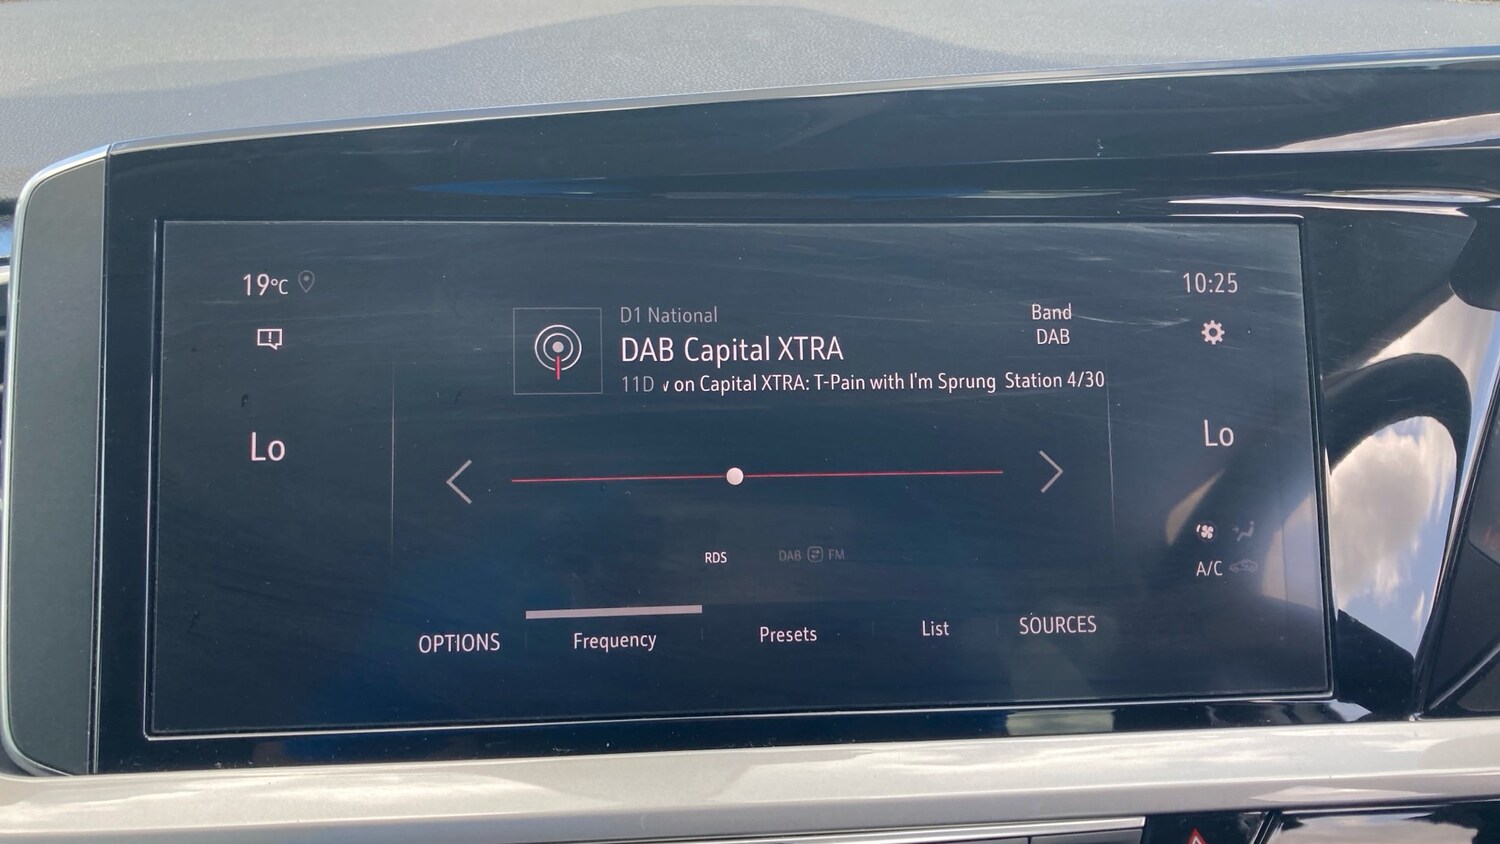 19°C
10:25
D1 National
DAB Capital XTRA
11D v on Capital XTRA: T-Pain with I'm Sprung Station 4/30
Band
DAB
Lo
Lo
RDS
DAB FM
A/C
OPTIONS
Frequency
Presets
List
SOURCES